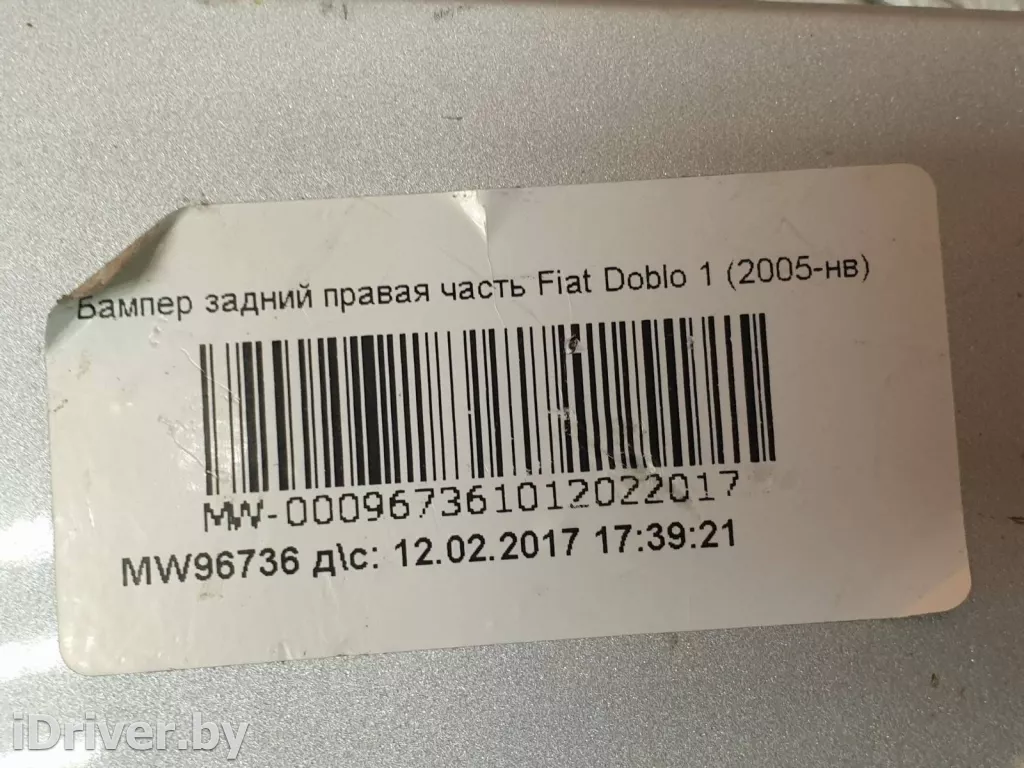 Бампер задний правая часть Fiat Doblo 1 (2005-нв)
MW-000967361012022017
MW96736 д\с: 12.02.2017 17:39:21
iDriver.by